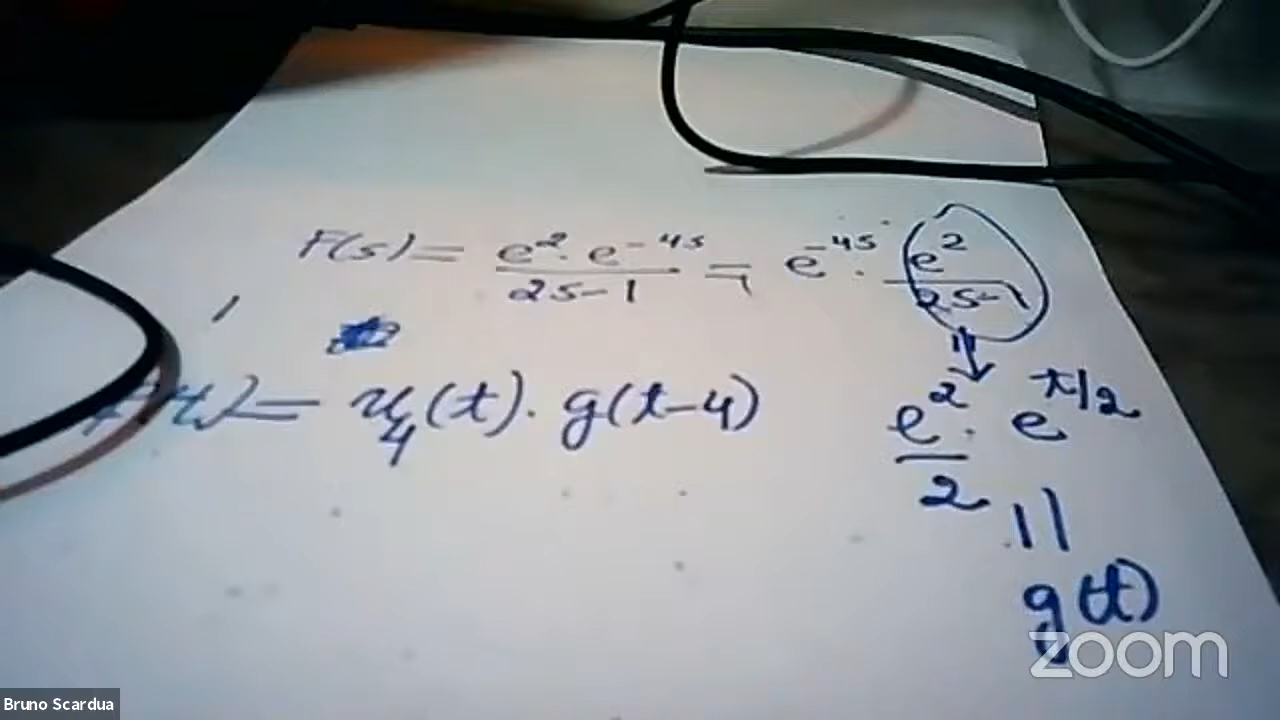 F(s) = e². e⁻⁴ˢ / 2s-1 = e⁻⁴ˢ . e² / 2s-1
f(t) = u₄(t). g(t-4)
e²/2 . e^t/2
||
g(t)
zoom
Bruno Scardua